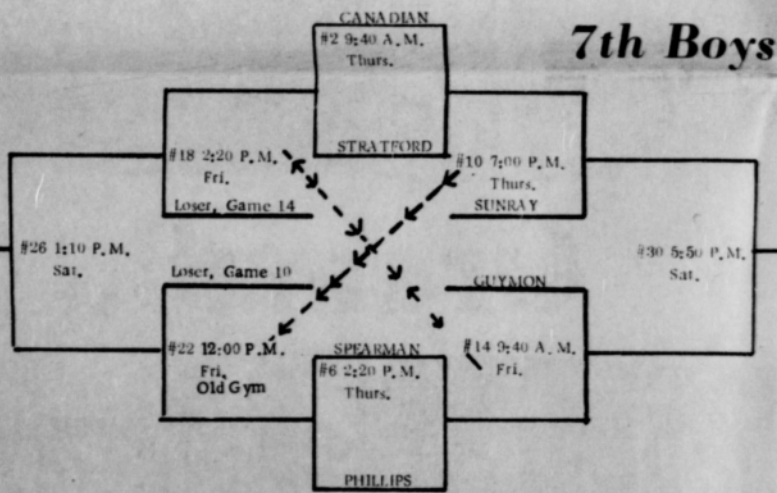 7th Boys
CANADIAN
#2 9:40 A.M.
Thurs.
STRATFORD
#18 2:20 P.M.
Fri.
Loser, Game 14
#10 7:00 P.M.
Thurs.
SUNRAY
#26 1:10 P.M.
Sat.
#30 5:50 P.M.
Sat.
Loser, Game 10
GUYMON
#22 12:00 P.M.
Fri.
Old Gym
SPEARMAN
#6 2:20 P.M.
Thurs.
#14 9:40 A.M.
Fri.
PHILLIPS